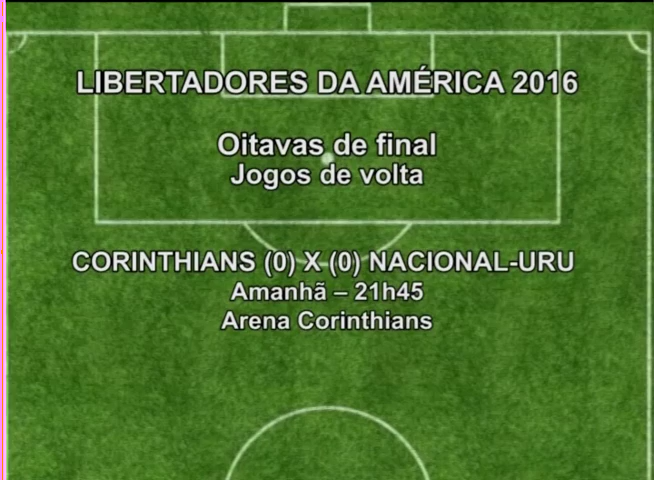 LIBERTADORES DA AMÉRICA 2016
Oitavas de final
Jogos de volta
CORINTHIANS (0) X (0) NACIONAL-URU
Amanhã – 21h45
Arena Corinthians